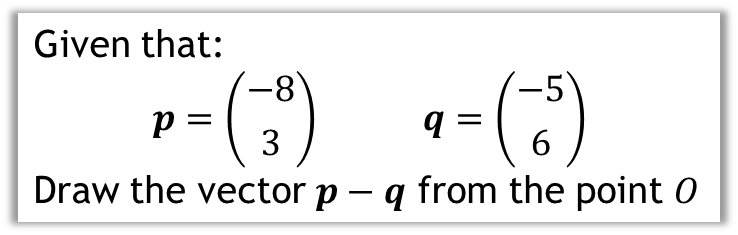 Given that:
p = (−8 3) q = (−5 6)
Draw the vector p − q from the point O